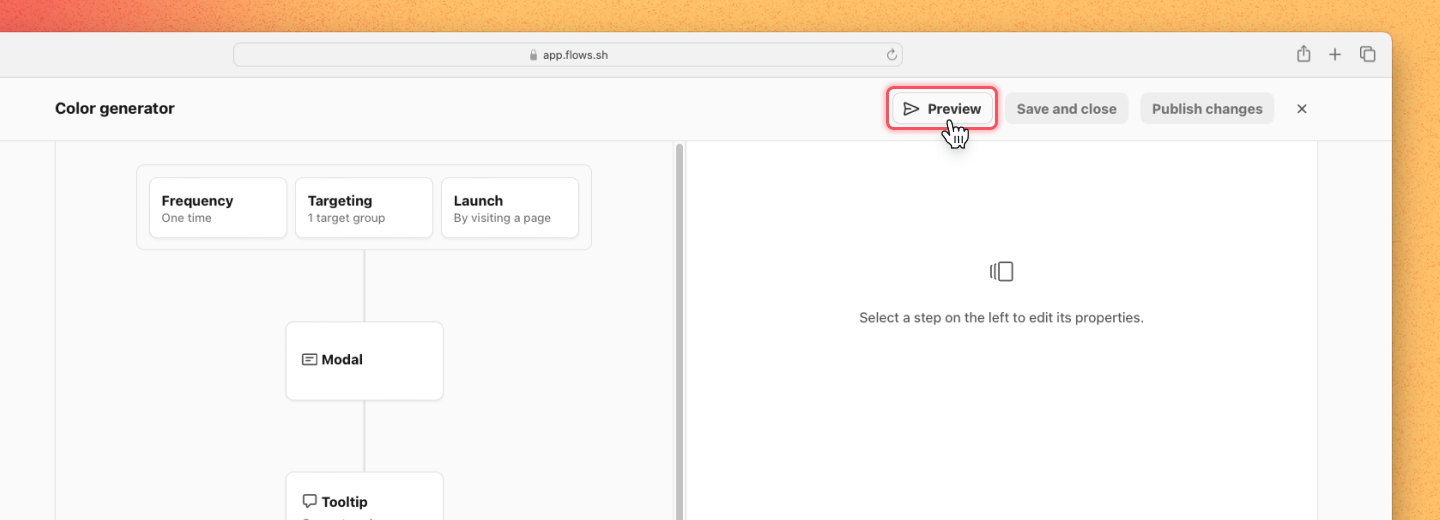 app.flows.sh
Color generator
Preview
Save and close
Publish changes
Frequency
One time
Targeting
1 target group
Launch
By visiting a page
Select a step on the left to edit its properties.
Modal
Tooltip